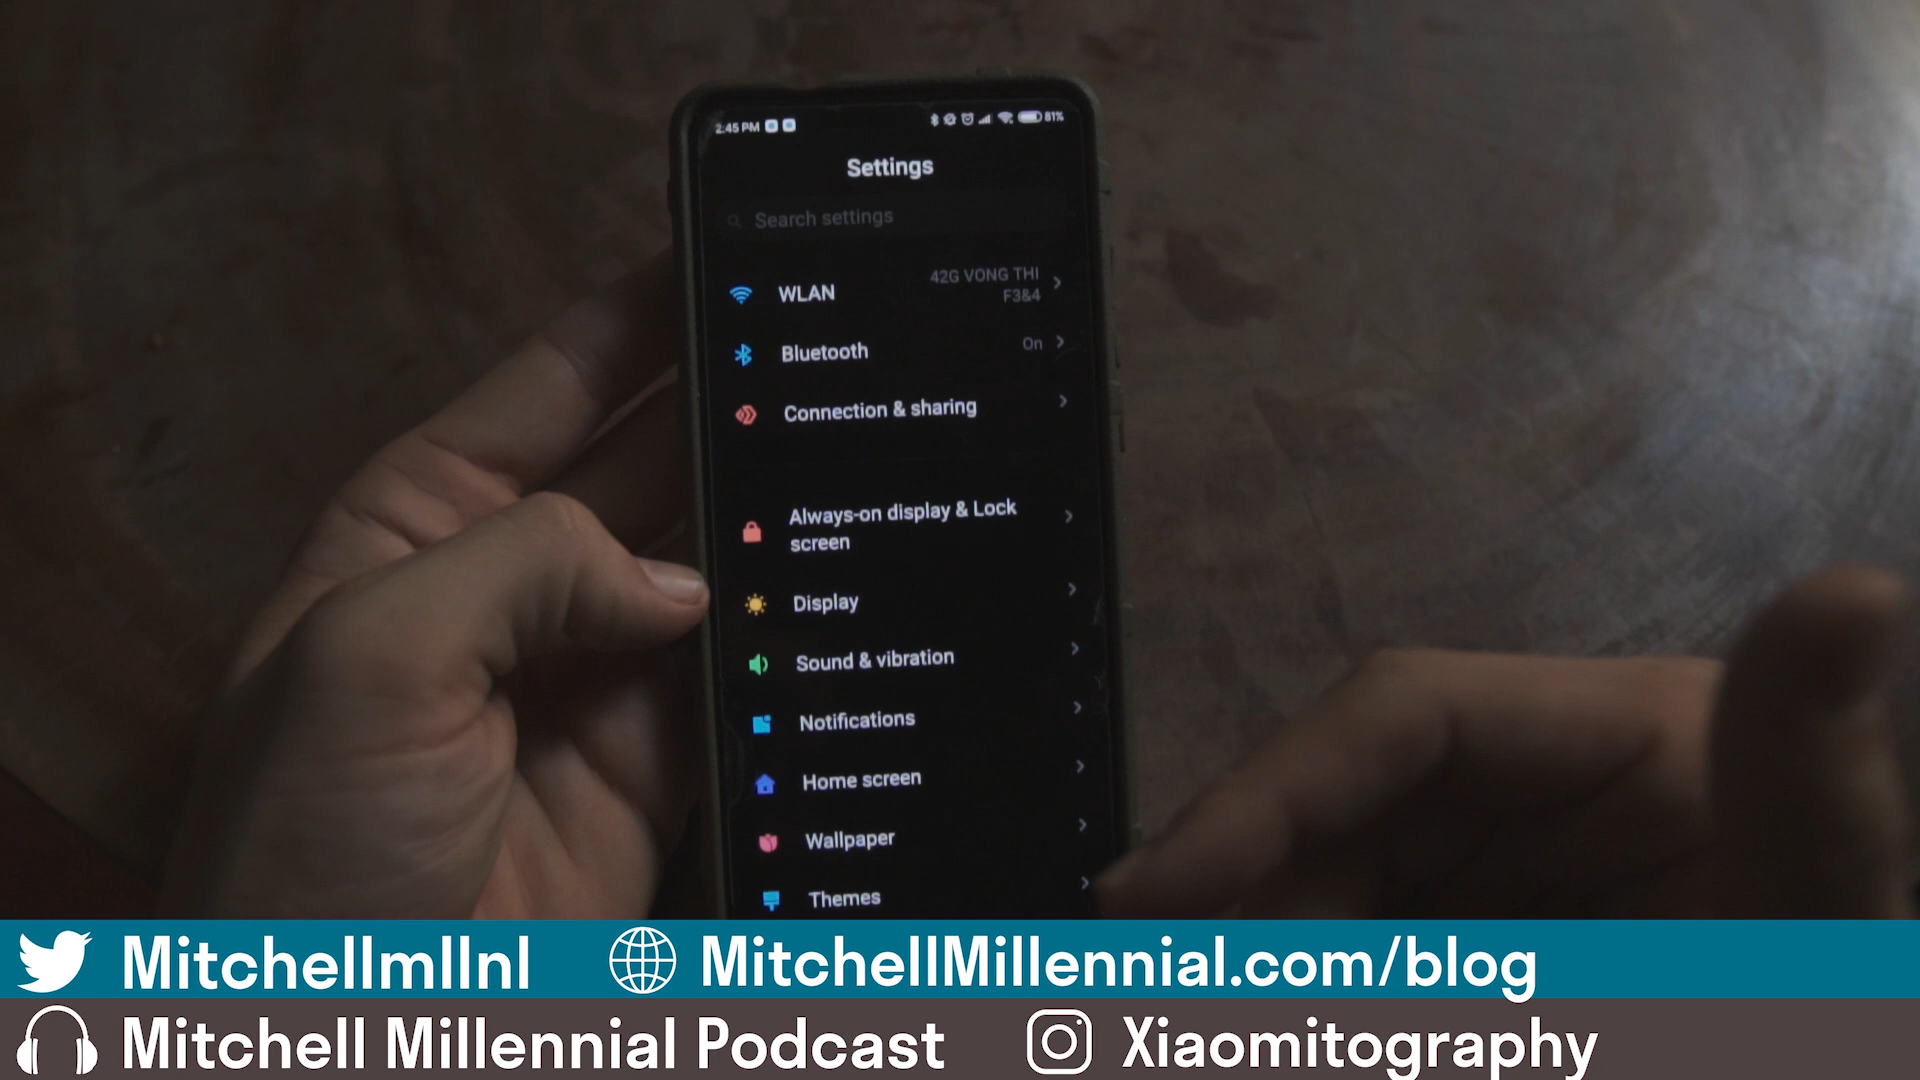 2:45 PM 81%
Settings
Search settings
WLAN 42G VONG THI F3&4
Bluetooth On
Connection & sharing
Always-on display & Lock
screen
Display
Sound & vibration
Notifications
Home screen
Wallpaper
Themes
Mitchellmllnl MitchellMillennial.com/blog
Mitchell Millennial Podcast Xiaomitography